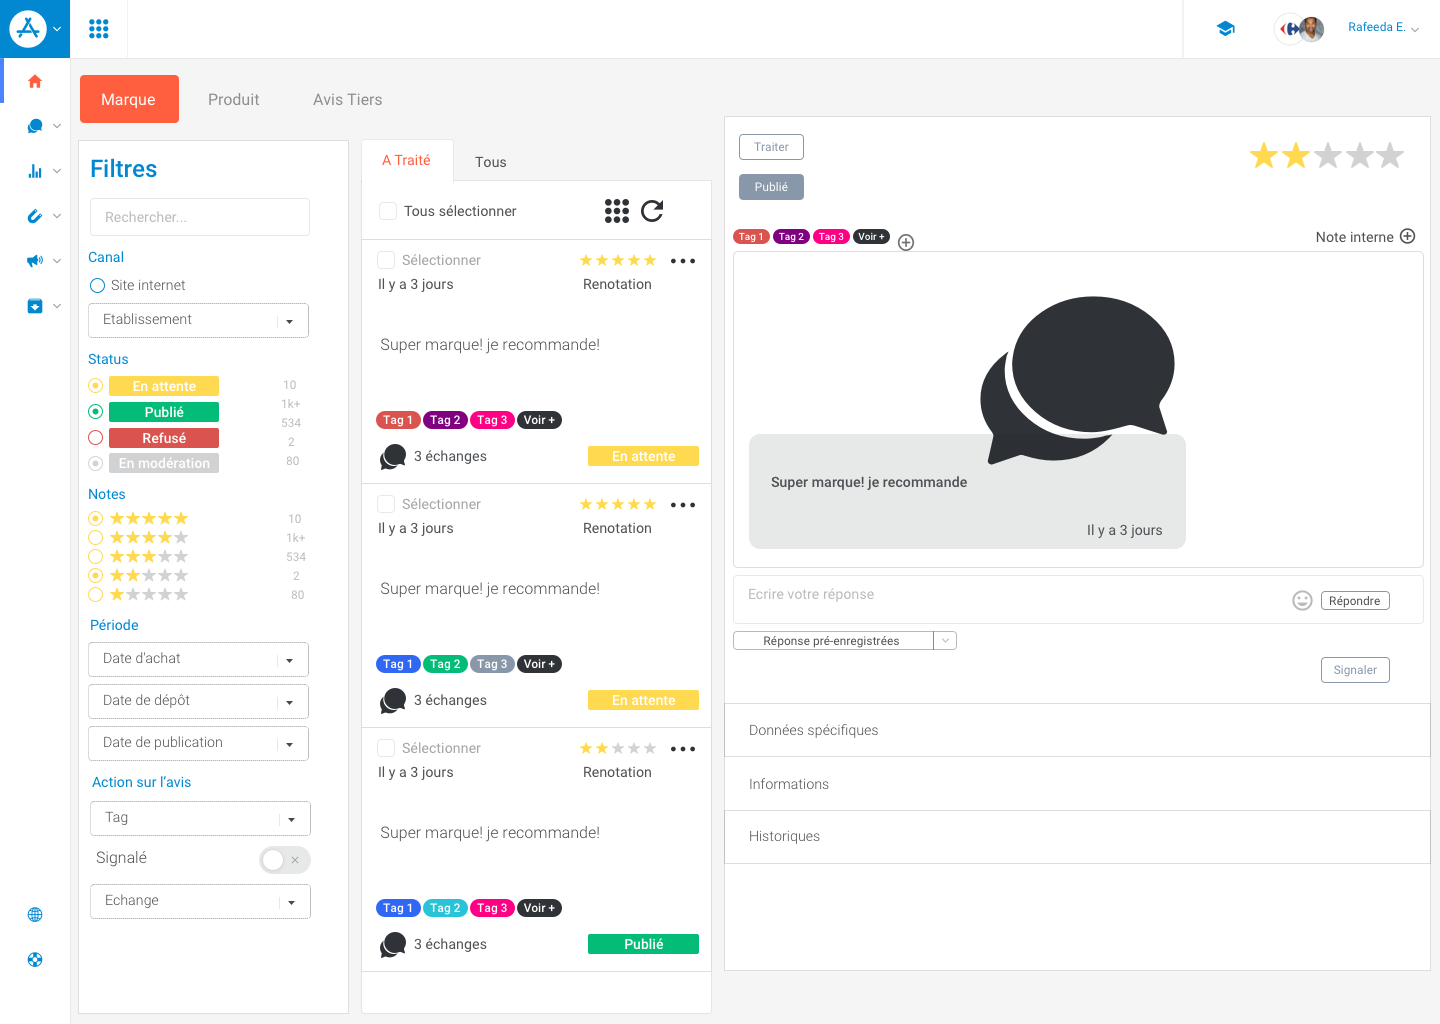 Rafeeda E.
Marque
Produit
Avis Tiers
Filtres
Rechercher...
Canal
Site internet
Etablissement
Status
En attente
10
1k+
Publié
534
Refusé
2
En modération
80
Notes
10
1k+
534
2
80
Période
Date d'achat
Date de dépôt
Date de publication
Action sur l’avis
Tag
Signalé
Echange
A Traité
Tous
Tous sélectionner
Sélectionner
Il y a 3 jours
Renotation
Super marque! je recommande!
Tag 1 Tag 2 Tag 3 Voir +
3 échanges
En attente
Sélectionner
Il y a 3 jours
Renotation
Super marque! je recommande!
Tag 1 Tag 2 Tag 3 Voir +
3 échanges
En attente
Sélectionner
Il y a 3 jours
Renotation
Super marque! je recommande!
Tag 1 Tag 2 Tag 3 Voir +
3 échanges
Publié
Traiter
Publié
Tag 1 Tag 2 Tag 3 Voir +
Note interne
Super marque! je recommande
Il y a 3 jours
Ecrire votre réponse
Répondre
Réponse pré-enregistrées
Signaler
Données spécifiques
Informations
Historiques